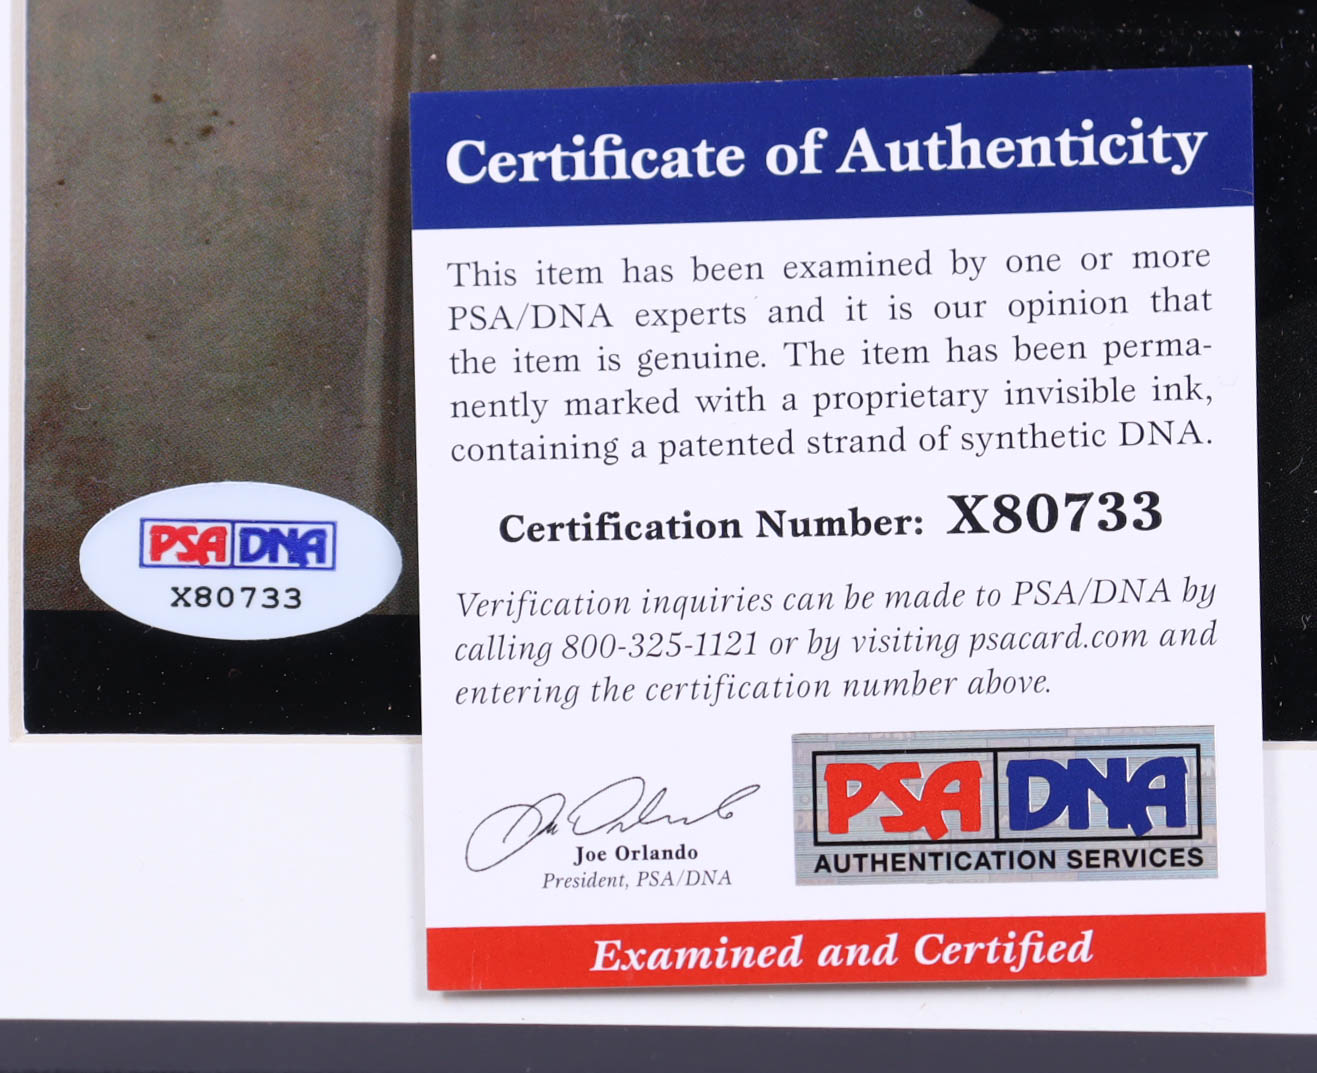 Certificate of Authenticity
This item has been examined by one or more
PSA/DNA experts and it is our opinion that
the item is genuine. The item has been perma-
nently marked with a proprietary invisible ink,
containing a patented strand of synthetic DNA.
Certification Number: X80733
Verification inquiries can be made to PSA/DNA by
calling 800-325-1121 or by visiting psacard.com and
entering the certification number above.
Joe Orlando
President, PSA/DNA
PSA DNA
AUTHENTICATION SERVICES
Examined and Certified
PSA DNA
X80733